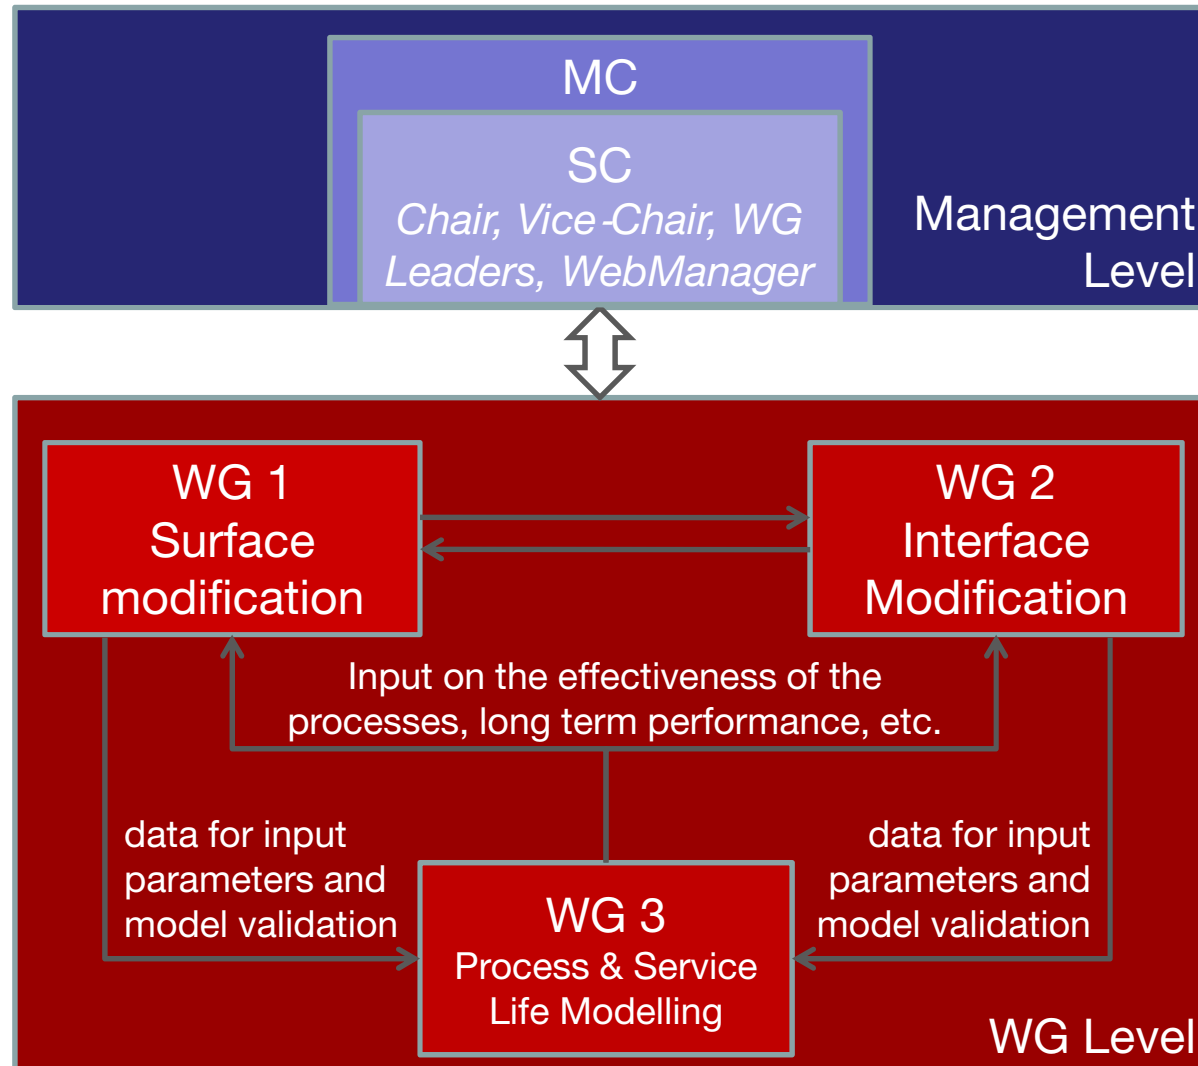 MC
SC
Chair, Vice-Chair, WG
Leaders, WebManager
Management
Level
WG 1
Surface
modification
WG 2
Interface
Modification
Input on the effectiveness of the
processes, long term performance, etc.
data for input
parameters and
model validation
data for input
parameters and
model validation
WG 3
Process & Service
Life Modelling
WG Level